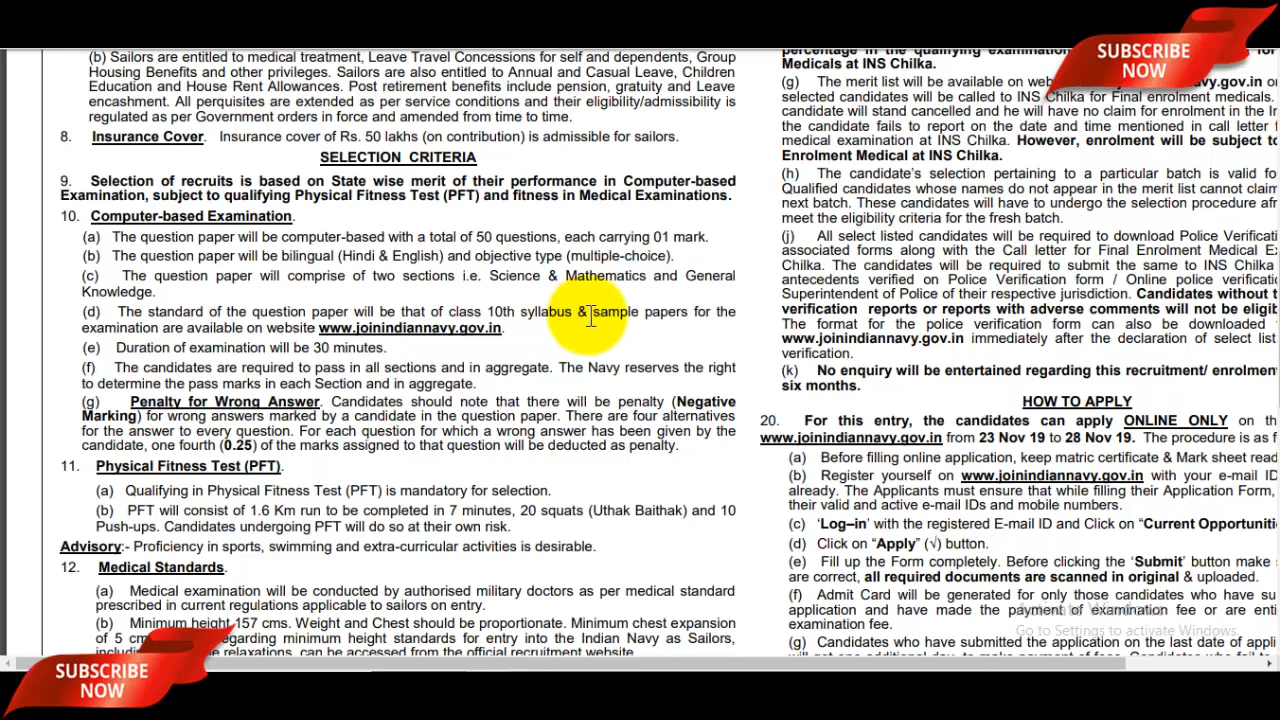 SUBSCRIBE
NOW
(b) Sailors are entitled to medical treatment, Leave Travel Concessions for self and dependents, Group
Housing Benefits and other privileges. Sailors are also entitled to Annual and Casual Leave, Children
Education and House Rent Allowances. Post retirement benefits include pension, gratuity and Leave
encashment. All perquisites are extended as per service conditions and their eligibility/admissibility is
regulated as per Government orders in force and amended from time to time.
8. Insurance Cover. Insurance cover of Rs. 50 lakhs (on contribution) is admissible for sailors.
SELECTION CRITERIA
9. Selection of recruits is based on State wise merit of their performance in Computer-based
Examination, subject to qualifying Physical Fitness Test (PFT) and fitness in Medical Examinations.
10. Computer-based Examination.
(a) The question paper will be computer-based with a total of 50 questions, each carrying 01 mark.
(b) The question paper will be bilingual (Hindi & English) and objective type (multiple-choice).
(c) The question paper will comprise of two sections i.e. Science & Mathematics and General
Knowledge.
(d) The standard of the question paper will be that of class 10th syllabus & sample papers for the
examination are available on website www.joinindiannavy.gov.in.
(e) Duration of examination will be 30 minutes.
(f) The candidates are required to pass in all sections and in aggregate. The Navy reserves the right
to determine the pass marks in each Section and in aggregate.
(g) Penalty for Wrong Answer. Candidates should note that there will be penalty (Negative
Marking) for wrong answers marked by a candidate in the question paper. There are four alternatives
for the answer to every question. For each question for which a wrong answer has been given by the
candidate, one fourth (0.25) of the marks assigned to that question will be deducted as penalty.
11. Physical Fitness Test (PFT).
(a) Qualifying in Physical Fitness Test (PFT) is mandatory for selection.
(b) PFT will consist of 1.6 Km run to be completed in 7 minutes, 20 squats (Uthak Baithak) and 10
Push-ups. Candidates undergoing PFT will do so at their own risk.
Advisory:- Proficiency in sports, swimming and extra-curricular activities is desirable.
12. Medical Standards.
(a) Medical examination will be conducted by authorised military doctors as per medical standard
prescribed in current regulations applicable to sailors on entry.
(b) Minimum height 157 cms. Weight and Chest should be proportionate. Minimum chest expansion
of 5 cm egarding minimum height standards for entry into the Indian Navy as Sailors,
relaxations, can be accessed from the official recruitment website.
percentage in the qualifying examination
Medicals at INS Chilka.
(g) The merit list will be available on web avy.gov.in
selected candidates will be called to INS Chilka for Final enrolment medicals.
candidate will stand cancelled and he will have no claim for enrolment in the
the candidate fails to report on the date and time mentioned in call letter
medical examination at INS Chilka. However, enrolment will be subject to
Enrolment Medical at INS Chilka.
(h) The candidate's selection pertaining to a particular batch is valid fo
Qualified candidates whose names do not appear in the merit list cannot claim
next batch. These candidates will have to undergo the selection procedure
meet the eligibility criteria for the fresh batch.
(j) All select listed candidates will be required to download Police Verificati
associated forms along with the Call letter for Final Enrolment Medical
Chilka. The candidates will be required to submit the same to INS Chilka
antecedents verified on Police Verification form / Online police verificati
Superintendent of Police of their respective jurisdiction. Candidates without
verification reports or reports with adverse comments will not be eligib
The format for the police verification form can also be downloaded
www.joinindiannavy.gov.in immediately after the declaration of select list
verification.
(k) No enquiry will be entertained regarding this recruitment/ enrolmen
six months.
HOW TO APPLY
20. For this entry, the candidates can apply ONLINE ONLY on th
www.joinindiannavy.gov.in from 23 Nov 19 to 28 Nov 19. The procedure is as
(a) Before filling online application, keep matric certificate & Mark sheet read
(b) Register yourself on www.joinindiannavy.gov.in with your e-mail ID
already. The Applicants must ensure that while filling their Application Form,
their valid and active e-mail IDs and mobile numbers.
(c) 'Log–in' with the registered E-mail ID and Click on "Current Opportuniti
(d) Click on "Apply" (√) button.
(e) Fill up the Form completely. Before clicking the 'Submit' button make
are correct, all required documents are scanned in original & uploaded.
(f) Admit Card will be generated for only those candidates who have su
application and have made the payment of examination fee or are enti
examination fee.
(g) Candidates who have submitted the application on the last date of appli
Activate Windows
Go to Settings to activate Windows.
SUBSCRIBE
NOW